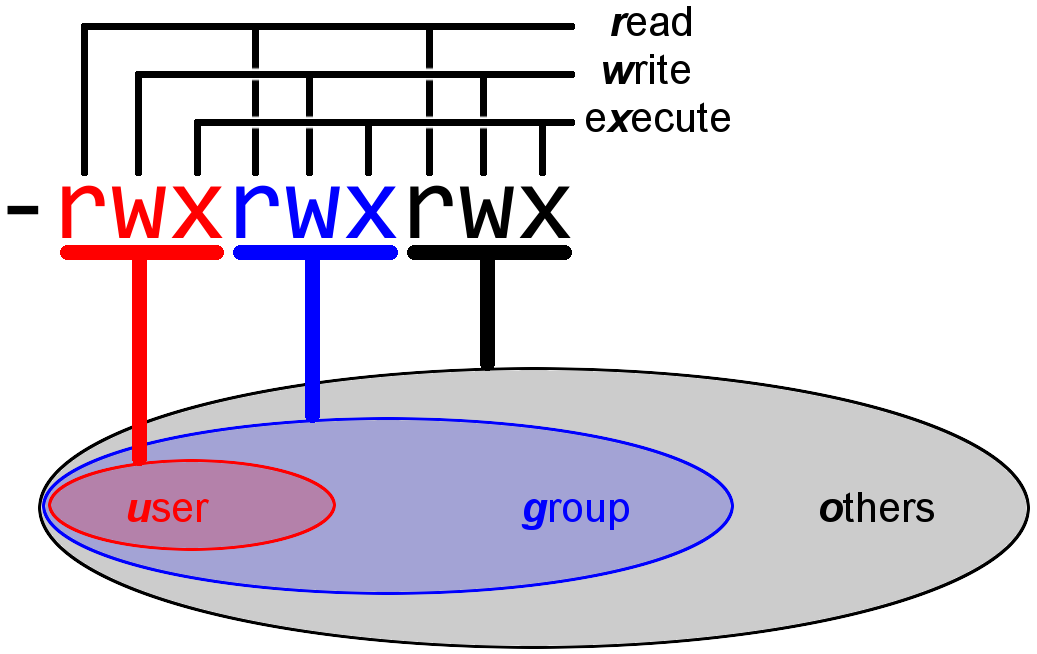 read
write
execute
-rwxrwxrwx
user group others